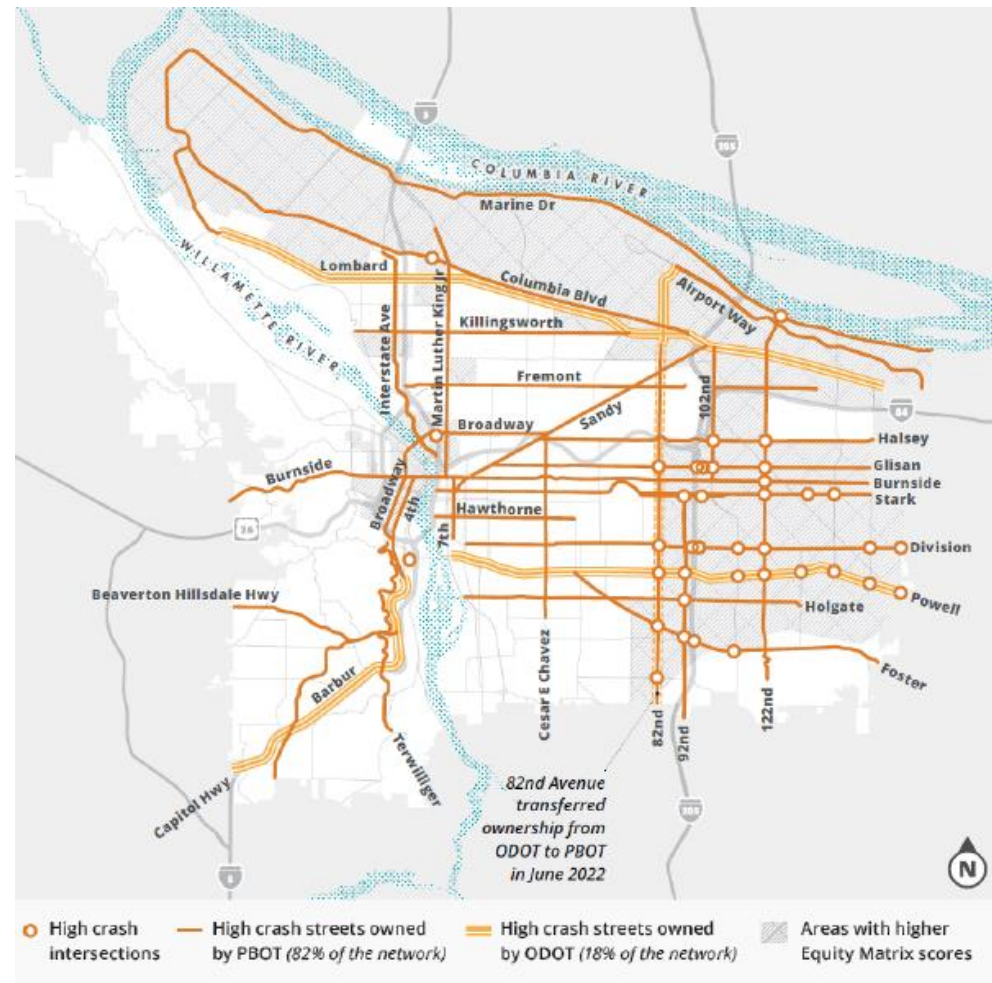 5
205
COLUMBIA RIVER
Marine Dr
WILLAMETTE RIVER
Lombard
Columbia Blvd
Airport Way
Interstate Ave
Martin Luther King Jr
Killingsworth
Fremont
102nd
84
Sandy
Broadway
Halsey
Glisan
Burnside
Stark
Burnside
Broadway
4th
Hawthorne
7th
26
Division
Beaverton Hillsdale Hwy
Powell
Holgate
Foster
Barbur
Cesar E Chavez
82nd
92nd
122nd
Terwilliger
Capitol Hwy
82nd Avenue
transferred
ownership from
ODOT to PBOT
in June 2022
205
5
N
High crash
intersections
High crash streets owned
by PBOT (82% of the network)
High crash streets owned
by ODOT (18% of the network)
Areas with higher
Equity Matrix scores